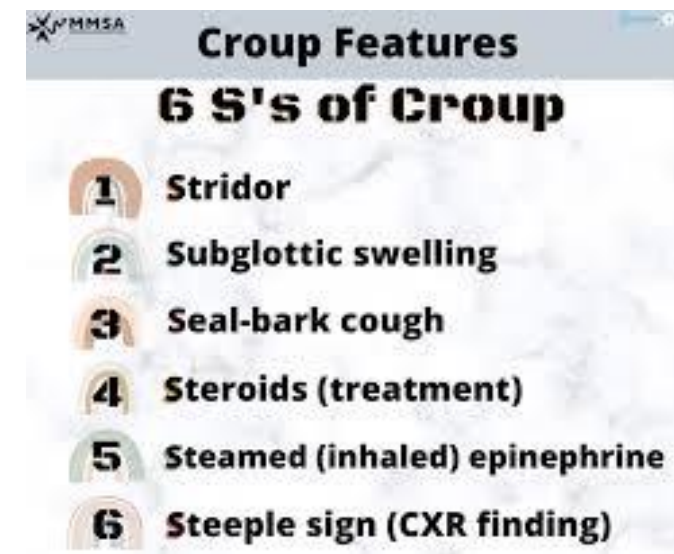 MMSA
Croup Features
6 S's of Croup
1 Stridor
2 Subglottic swelling
3 Seal-bark cough
4 Steroids (treatment)
5 Steamed (inhaled) epinephrine
6 Steeple sign (CXR finding)